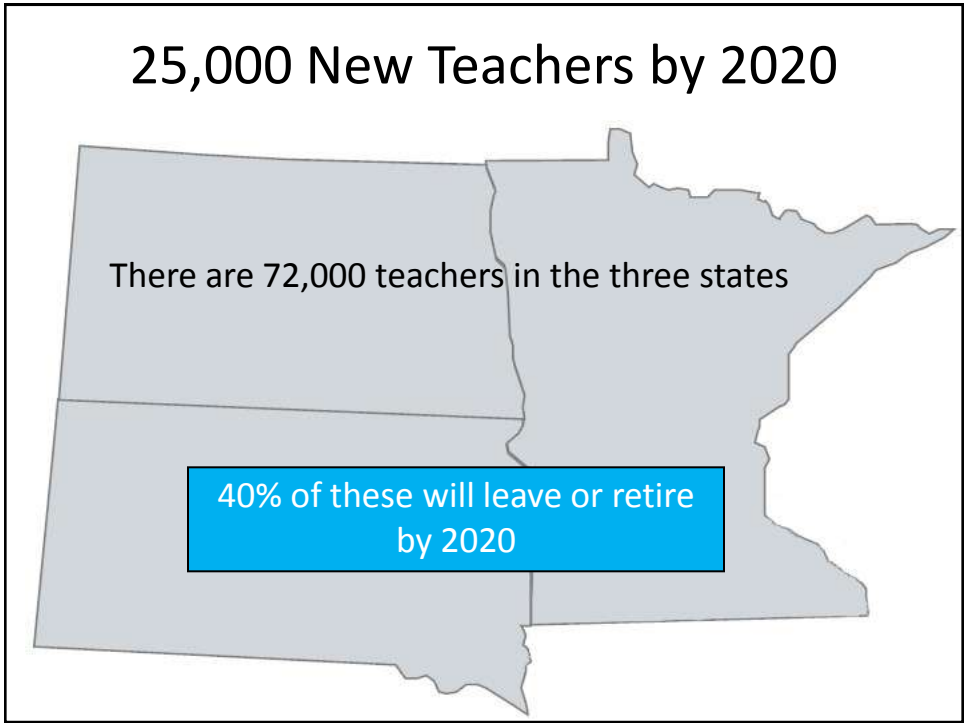 25,000 New Teachers by 2020
There are 72,000 teachers in the three states
40% of these will leave or retire
by 2020